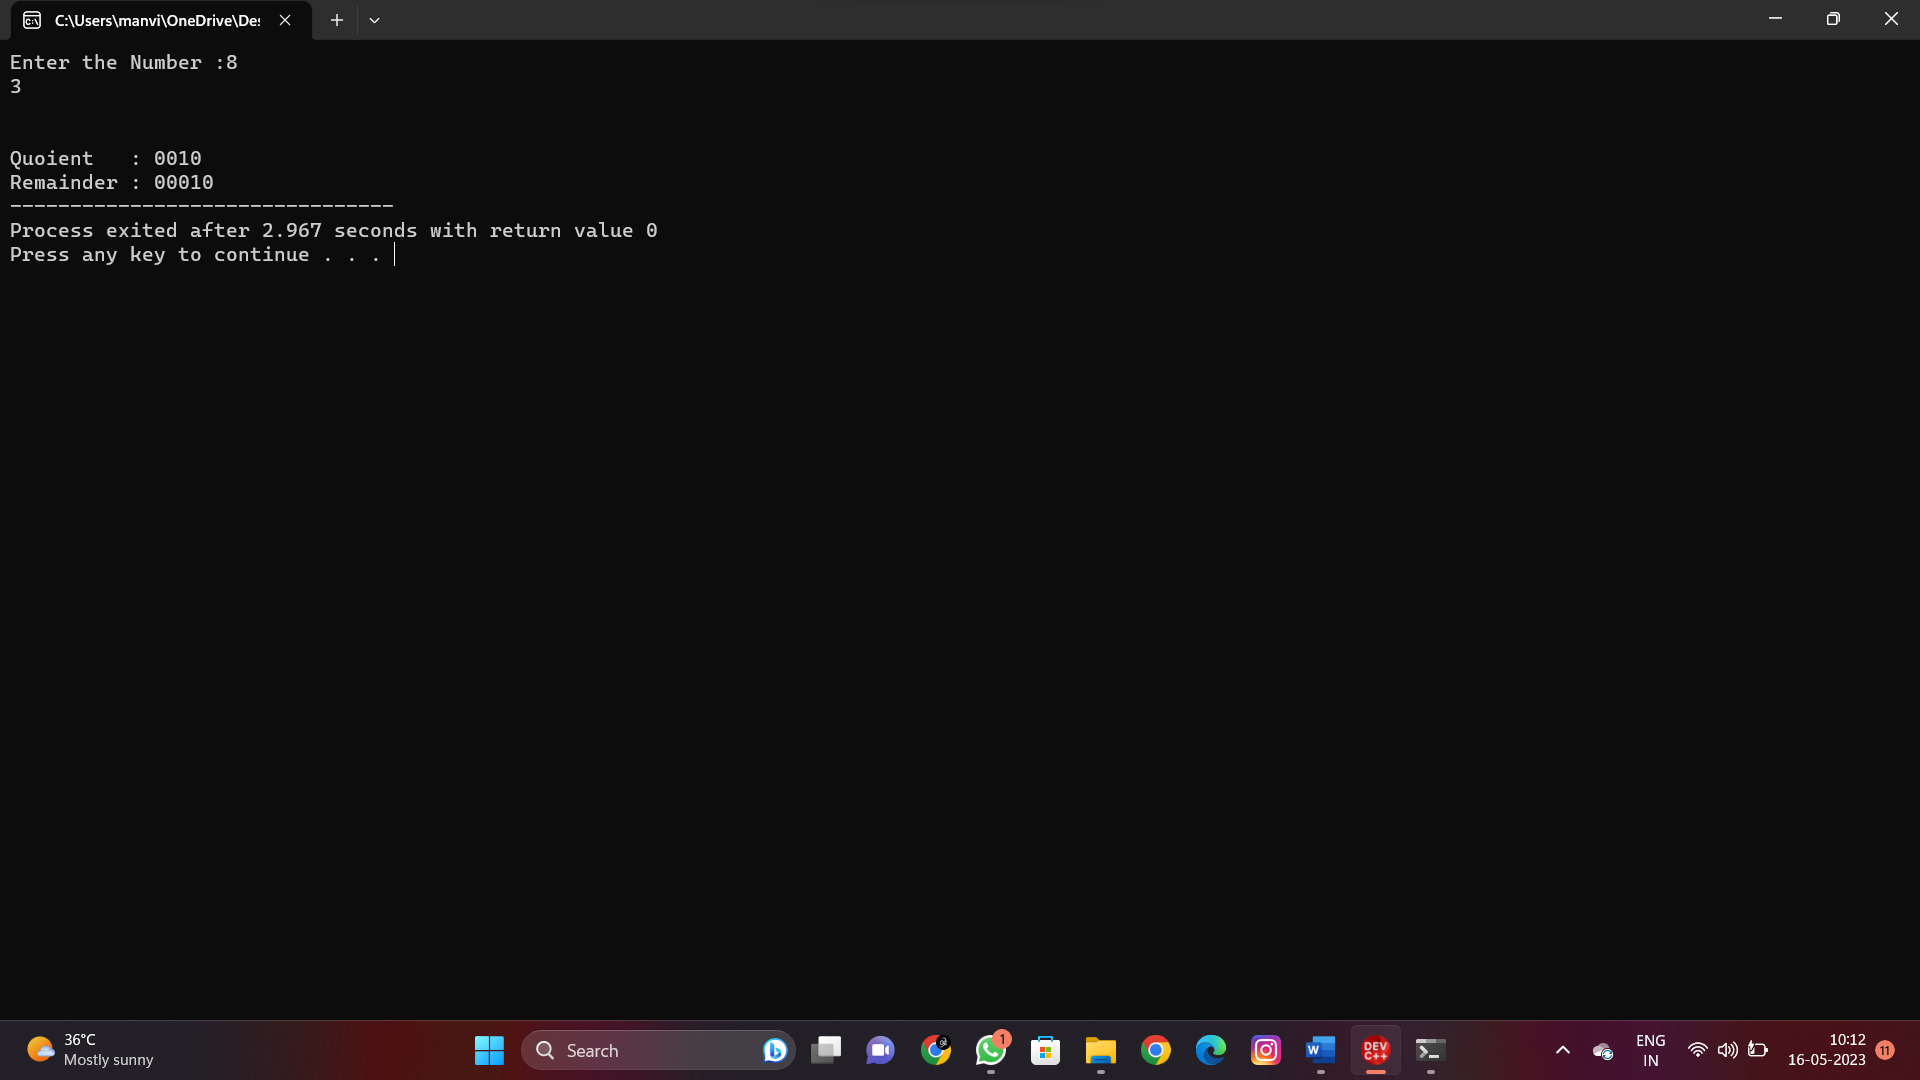 C:\Users\manvi\OneDrive\Des
Enter the Number :8
3
Quoient   : 0010
Remainder : 00010
--------------------------------
Process exited after 2.967 seconds with return value 0
Press any key to continue . . .
36°C
Mostly sunny
Search
1
W
DEV
C++
ENG
IN
10:12
16-05-2023
11